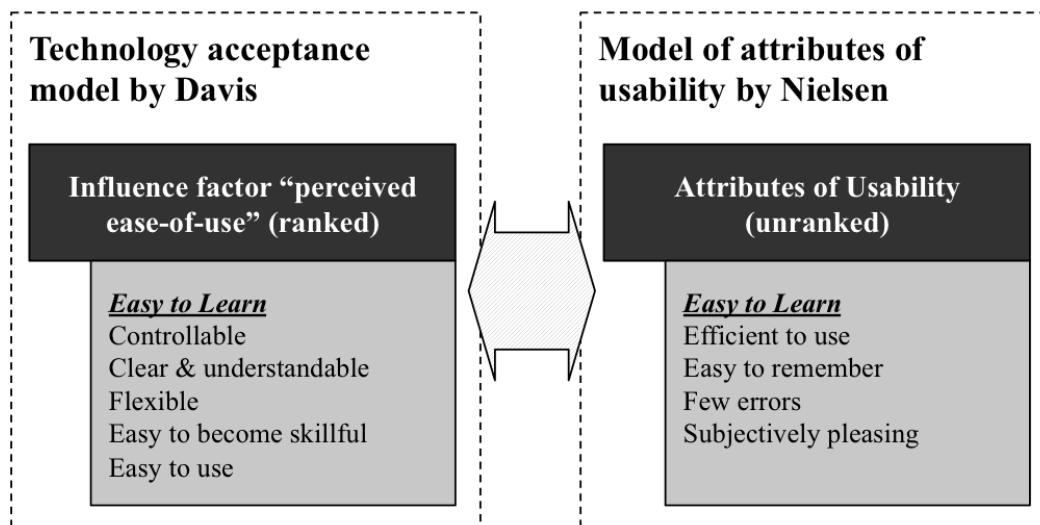 Technology acceptance
model by Davis
Influence factor “perceived
ease-of-use” (ranked)
Easy to Learn
Controllable
Clear & understandable
Flexible
Easy to become skillful
Easy to use
Model of attributes of
usability by Nielsen
Attributes of Usability
(unranked)
Easy to Learn
Efficient to use
Easy to remember
Few errors
Subjectively pleasing